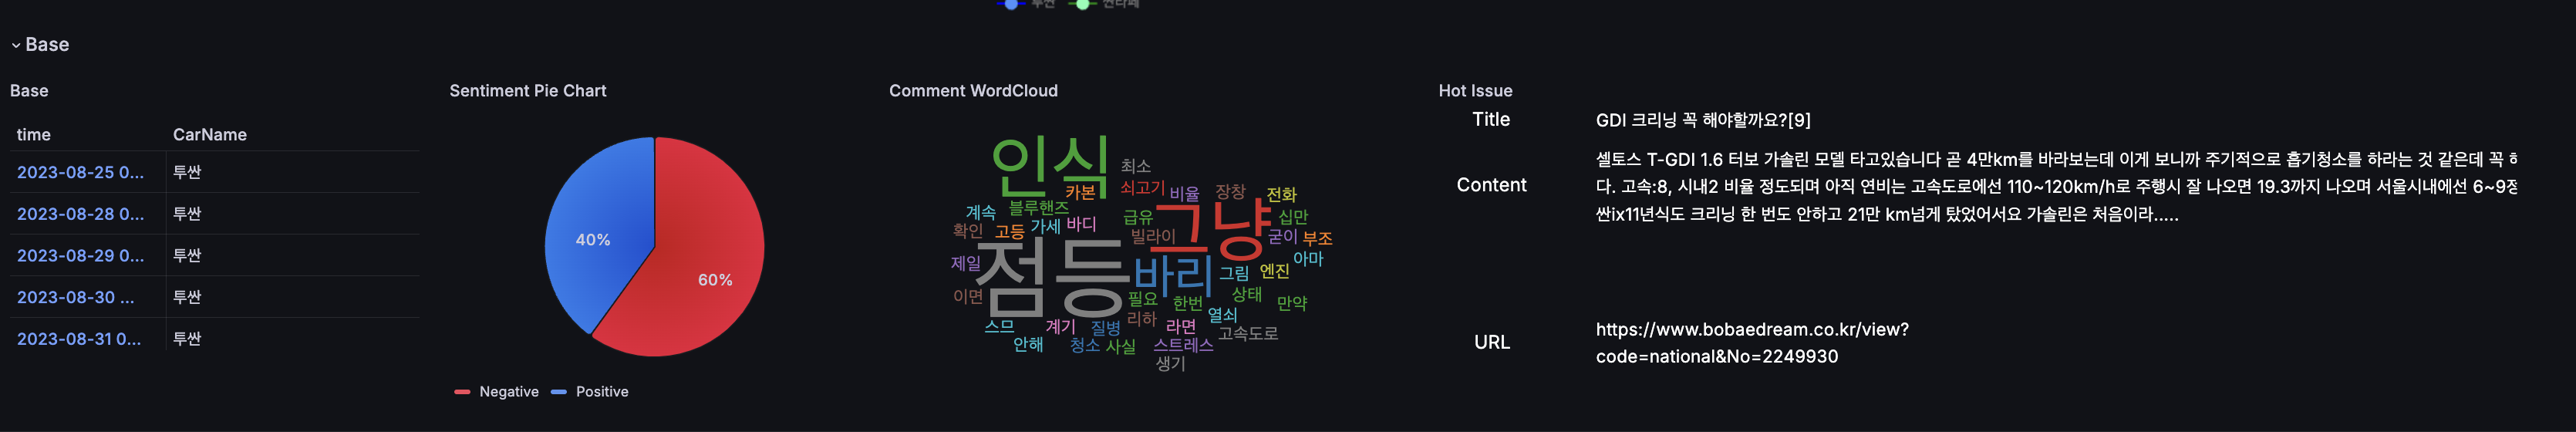 투싼 싼타페
Base
Base
time CarName
2023-08-25 0... 투싼
2023-08-28 0... 투싼
2023-08-29 0... 투싼
2023-08-30 ... 투싼
2023-08-31 0... 투싼
Sentiment Pie Chart
40%
60%
Negative Positive
Comment WordCloud
인식
최소
카본
쇠고기
비율
장창
전화
계속
블루핸즈
급유
그냥
십만
확인
고등
가세
바디
빌라이
굳이
부조
제일
점등
바리
그림
엔진
아마
이면
필요
한번
상태
만약
스므
계기
질병
리하
라면
열쇠
고속도로
안해
청소
사실
스트레스
생기
Hot Issue
Title
GDI 크리닝 꼭 해야할까요?[9]
Content
셀토스 T-GDI 1.6 터보 가솔린 모델 타고있습니다 곧 4만km를 바라보는데 이게 보니까 주기적으로 흡기청소를 하라는 것 같은데 꼭
다. 고속:8, 시내2 비율 정도되며 아직 연비는 고속도로에선 110~120km/h로 주행시 잘 나오면 19.3까지 나오며 서울시내에선 6~9
싼ix11년식도 크리닝 한 번도 안하고 21만 km넘게 탔었어서요 가솔린은 처음이라.....
URL
https://www.bobaedream.co.kr/view?
code=national&No=2249930